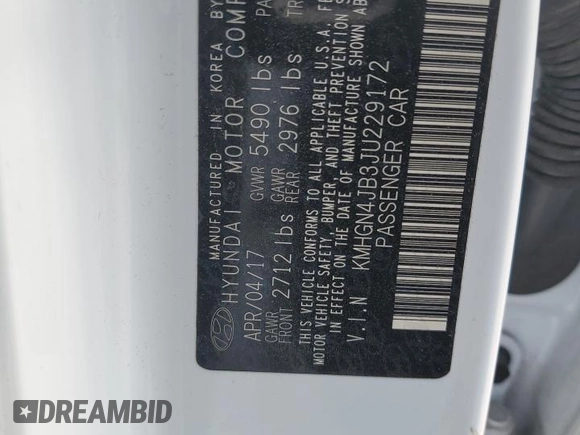 MANUFACTURED IN KOREA BY
HYUNDAI MOTOR COMP
APR/04/17 GVWR 5490 lbs PA
GAWR FRONT 2712 lbs GAWR REAR 2976 lbs TR
THIS VEHICLE CONFORMS TO ALL APPLICABLE U.S.A. FE
MOTOR VEHICLE SAFETY, BUMPER, AND THEFT PREVENTION S
IN EFFECT ON THE DATE OF MANUFACTURE SHOWN AB
V.I.N KMHGN4JB3JU229172
PASSENGER CAR
DREAMBID